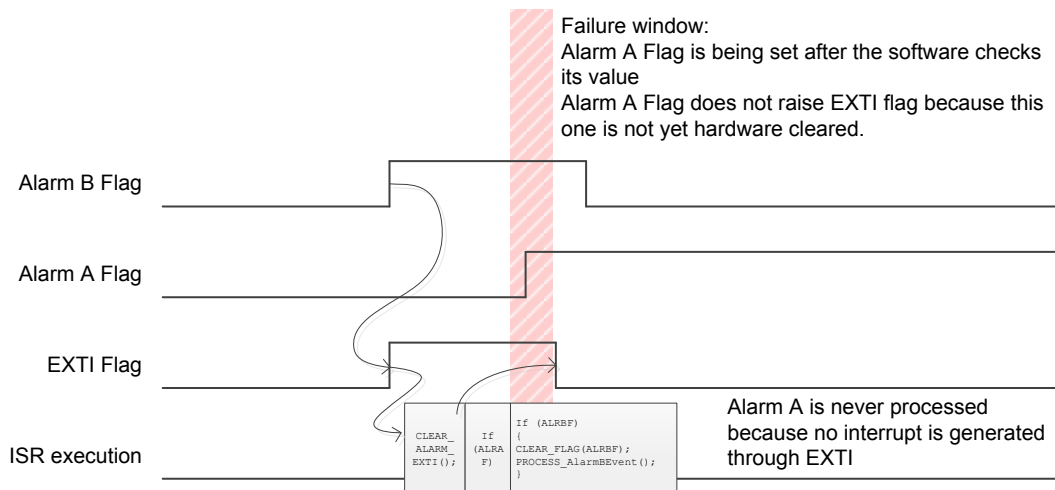 Failure window:
Alarm A Flag is being set after the software checks
its value
Alarm A Flag does not raise EXTI flag because this
one is not yet hardware cleared.
Alarm B Flag
Alarm A Flag
EXTI Flag
ISR execution
CLEAR_
ALARM_
EXTI();
If
(ALRA
F)
If (ALRBF)
{
CLEAR_FLAG(ALRBF);
PROCESS_AlarmBEvent();
}
Alarm A is never processed
because no interrupt is generated
through EXTI